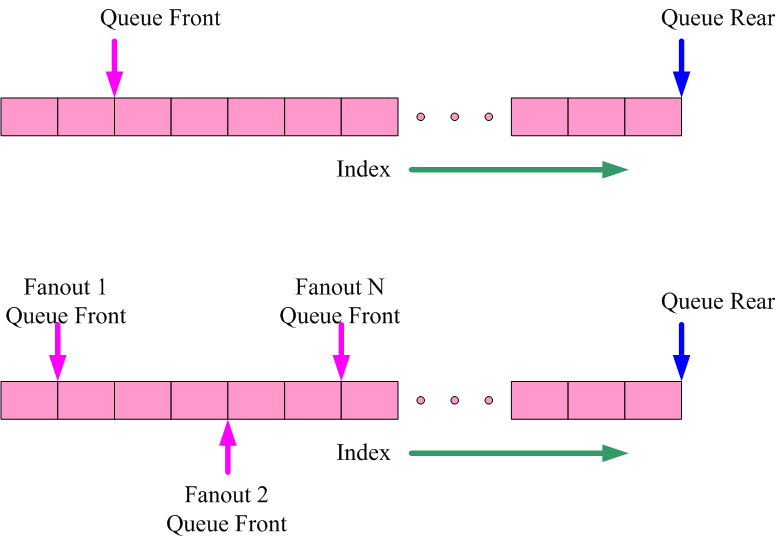 Queue Front
Queue Rear
Index
Fanout 1
Queue Front
Fanout N
Queue Front
Queue Rear
Index
Fanout 2
Queue Front